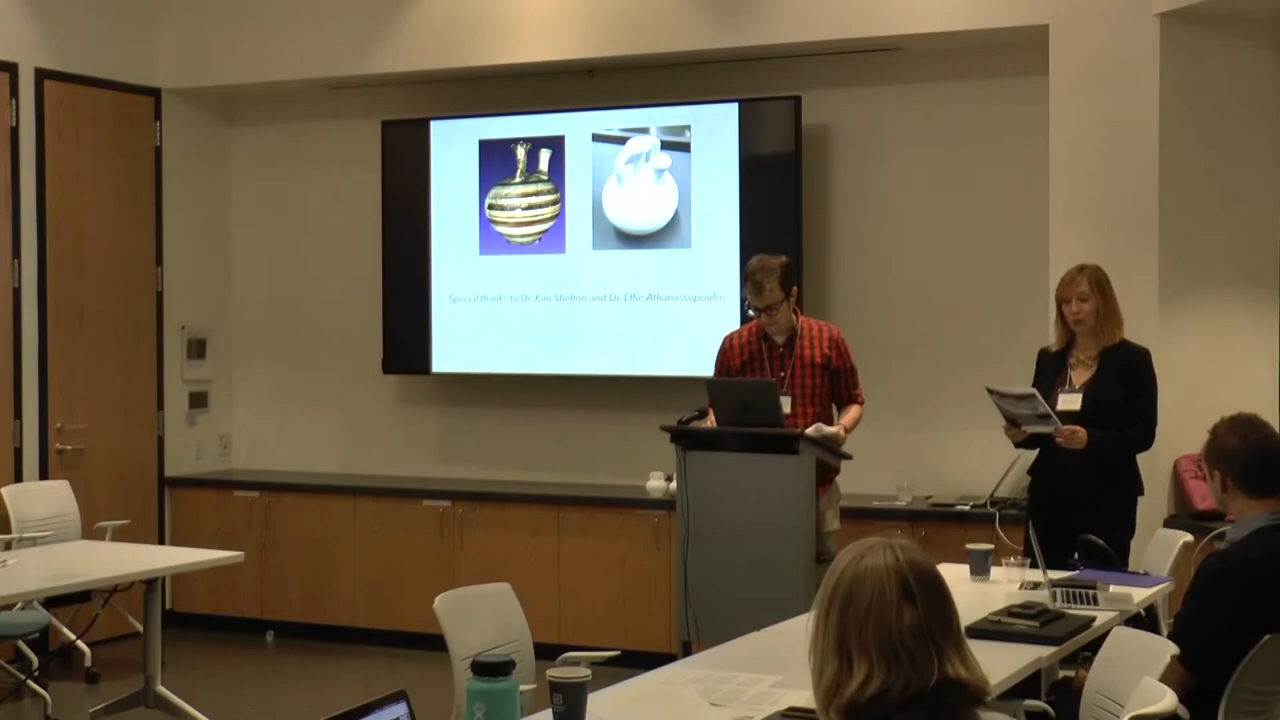 Special thanks to Dr. Kim Shelton and Dr. Effie Athanassopoulos